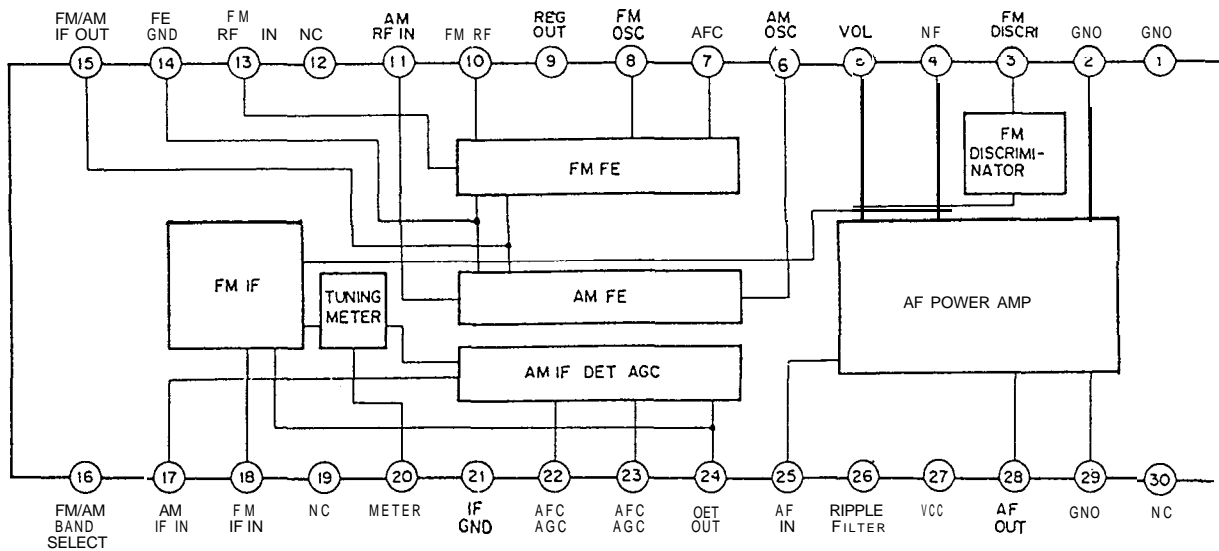 FM/AM IF OUT
FE GND
FM RF IN
NC
AM RF IN
FM RF
REG OUT
FM OSC
AFC
AM OSC
VOL
NF
FM DISCRI
GNO
GNO
15 14 13 12 11 10 9 8 7 6 5 4 3 2 1
FM FE
FM DISCRIMI-
NATOR
FM IF
TUNING
METER
AM FE
AF POWER AMP
AM IF DET AGC
16 17 18 19 20 21 22 23 24 25 26 27 28 29 30
FM/AM
BAND
SELECT
AM
IF IN
FM
IF IN
NC
METER
IF
GND
AFC
AGC
AFC
AGC
OET
OUT
AF
IN
RIPPLE
FILTER
VCC
AF
OUT
GNO
NC